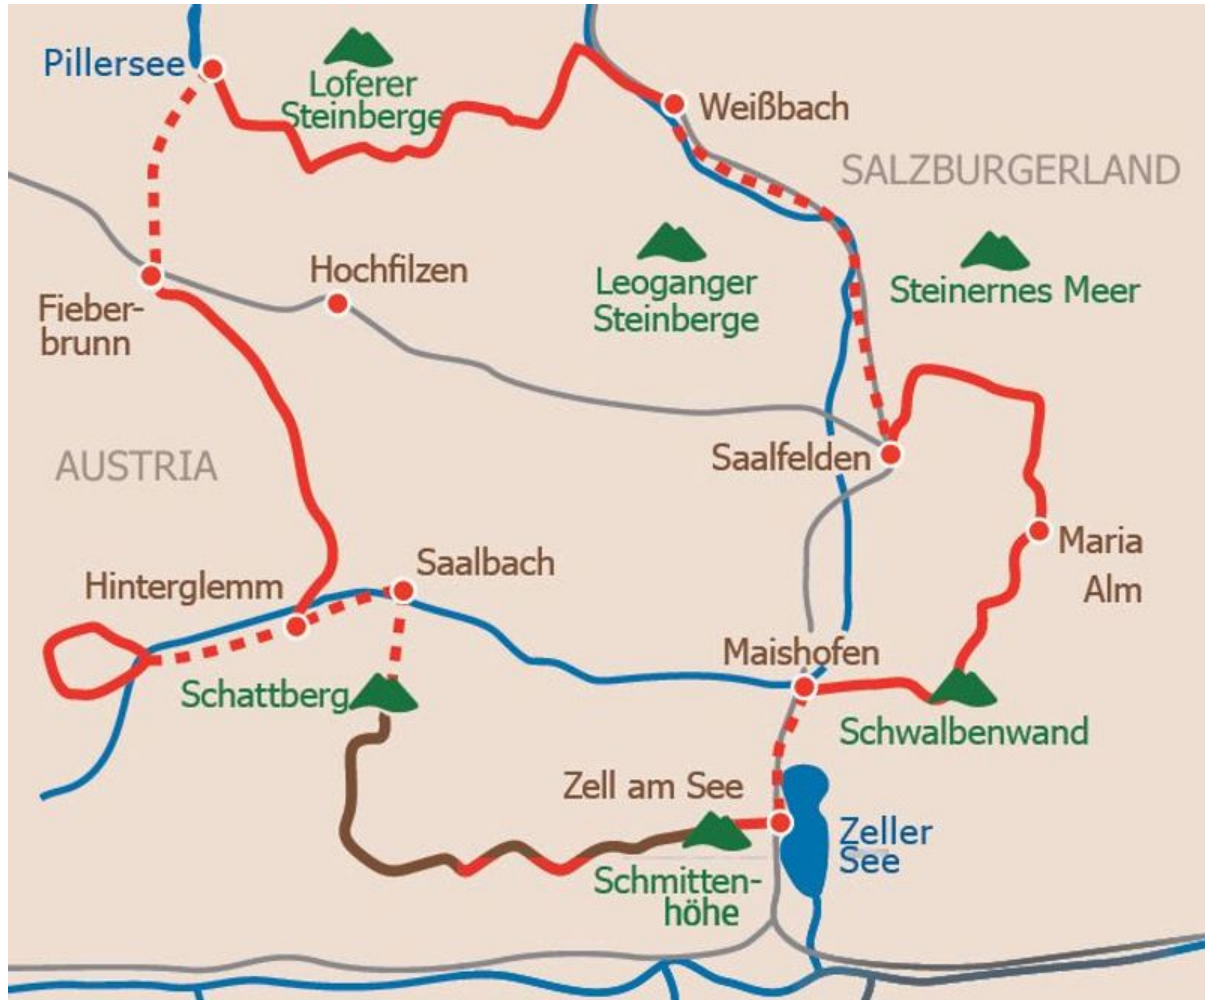 Pillersee
Loferer
Steinberge
Weißbach
SALZBURGERLAND
Hochfilzen
Leoganger
Steinberge
Steinernes Meer
Fieber-
brunn
AUSTRIA
Saalfelden
Maria
Alm
Saalbach
Hinterglemm
Maishofen
Schattberg
Schwalbenwand
Zell am See
Zeller
See
Schmitten-
höhe